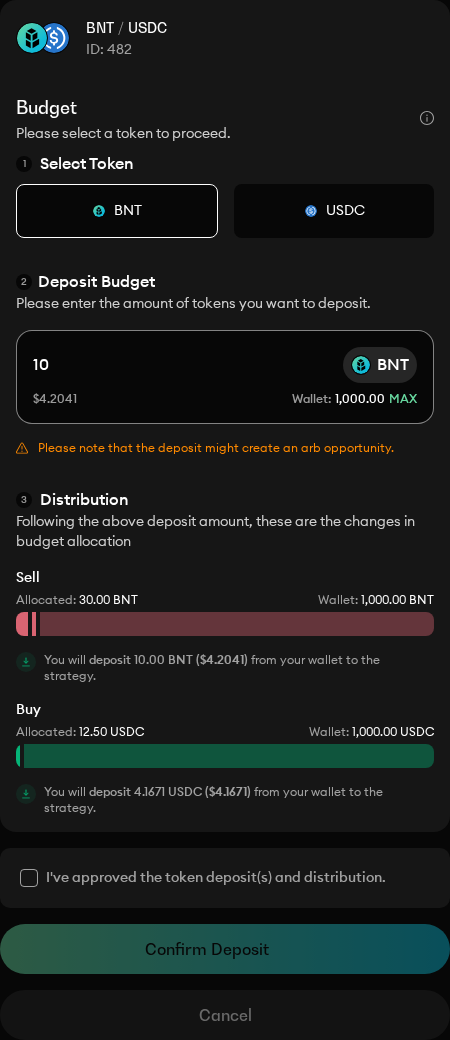 BNT / USDC
ID: 482
Budget
Please select a token to proceed.
1 Select Token
BNT
USDC
2 Deposit Budget
Please enter the amount of tokens you want to deposit.
10 BNT
$4.2041 Wallet: 1,000.00 MAX
Please note that the deposit might create an arb opportunity.
3 Distribution
Following the above deposit amount, these are the changes in
budget allocation
Sell
Allocated: 30.00 BNT Wallet: 1,000.00 BNT
You will deposit 10.00 BNT ($4.2041) from your wallet to the
strategy.
Buy
Allocated: 12.50 USDC Wallet: 1,000.00 USDC
You will deposit 4.1671 USDC ($4.1671) from your wallet to the
strategy.
I've approved the token deposit(s) and distribution.
Confirm Deposit
Cancel